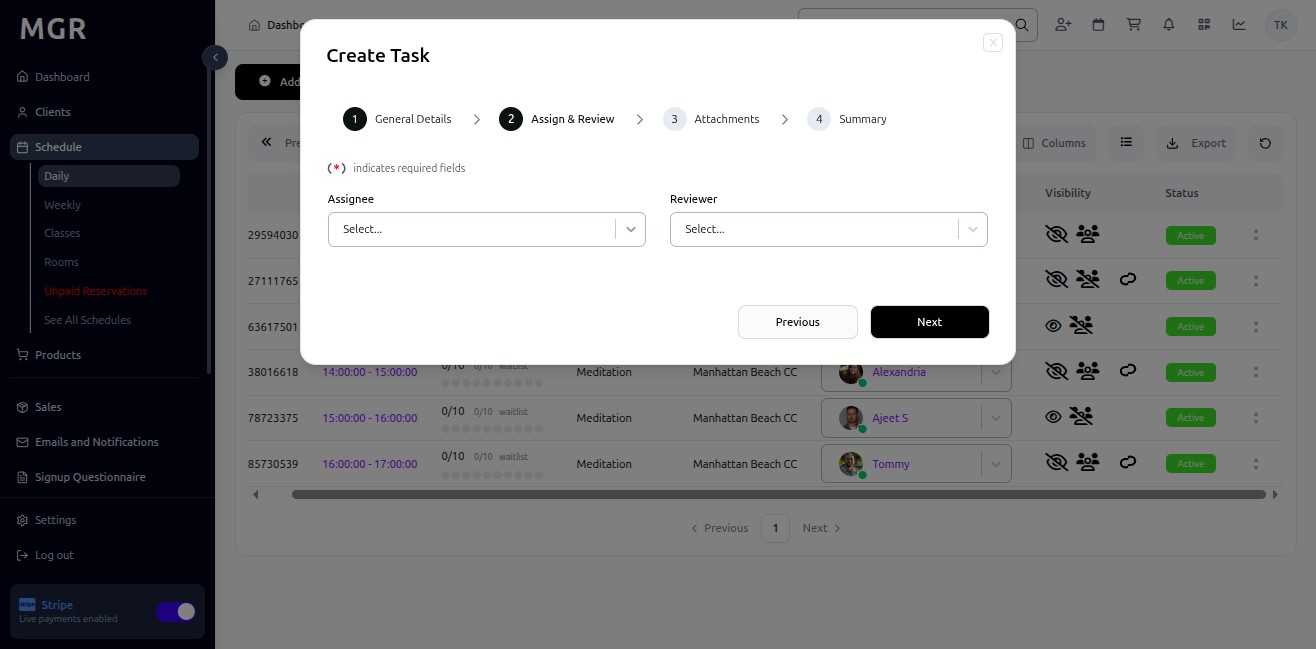 MGR
Dashboard
Clients
Schedule
Daily
Weekly
Classes
Rooms
Unpaid Reservations
See All Schedules
Products
Sales
Emails and Notifications
Signup Questionnaire
Settings
Log out
Stripe
Live payments enabled
TK
Add
Columns
Export
Visibility
Status
29594030
Active
27111765
Active
63617501
Active
38016618 14:00:00 - 15:00:00 0/10 0/10 waitlist Meditation Manhattan Beach CC Alexandria Active
78723375 15:00:00 - 16:00:00 0/10 0/10 waitlist Meditation Manhattan Beach CC Ajeet S Active
85730539 16:00:00 - 17:00:00 0/10 0/10 waitlist Meditation Manhattan Beach CC Tommy Active
Previous 1 Next
Create Task
1 General Details 2 Assign & Review 3 Attachments 4 Summary
(*) indicates required fields
Assignee Reviewer
Select... Select...
Previous Next